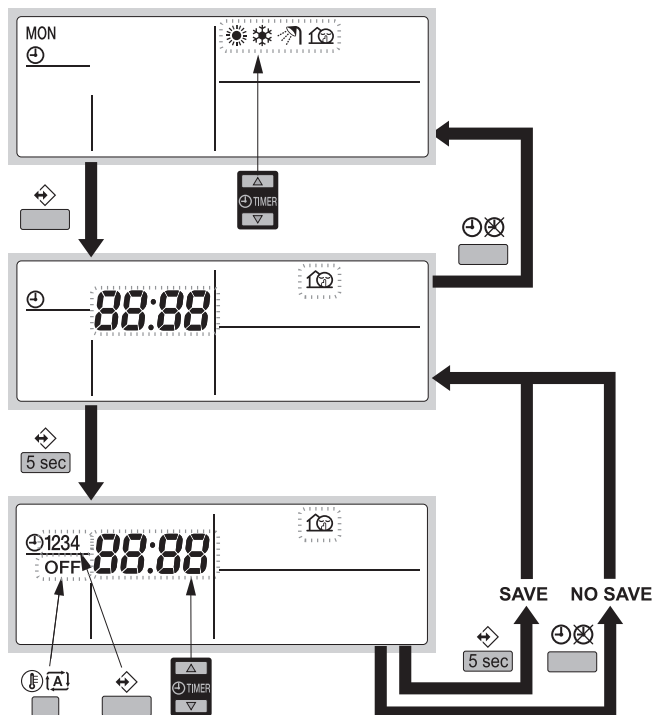 MON
TIMER
88:88
5 sec
1234 88:88
OFF
SAVE NO SAVE
5 sec
A
TIMER